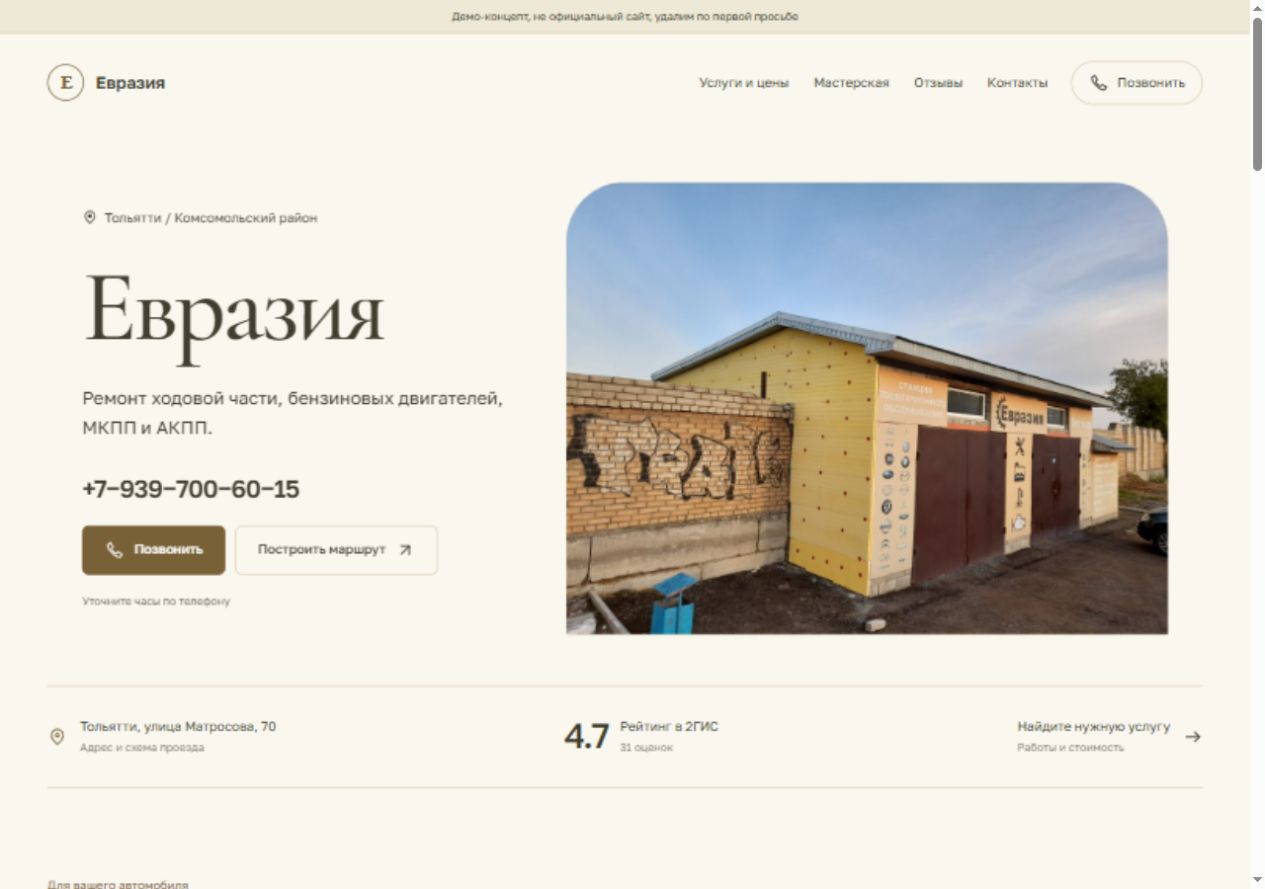 Демо-концепт, не официальный сайт, удалим по первой просьбе
Е Евразия
Услуги и цены Мастерская Отзывы Контакты Позвонить
Тольятти / Комсомольский район
Евразия
Ремонт ходовой части, бензиновых двигателей,
МКПП и АКПП.
+7–939–700–60–15
Позвонить Построить маршрут
Уточните часы по телефону
СТАНЦИЯ
ОБСЛУЖИВАНИЯ
Евразия
Тольятти, улица Матросова, 70
Адрес и схема проезда
4.7 Рейтинг в 2ГИС
31 оценок
Найдите нужную услугу
Работы и стоимость
Для вашего автомобиля